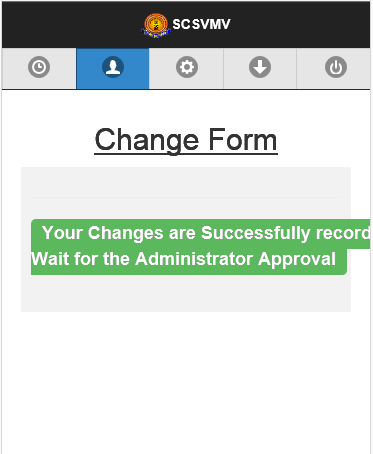 SCSVMV
Change Form
Your Changes are Successfully record
Wait for the Administrator Approval